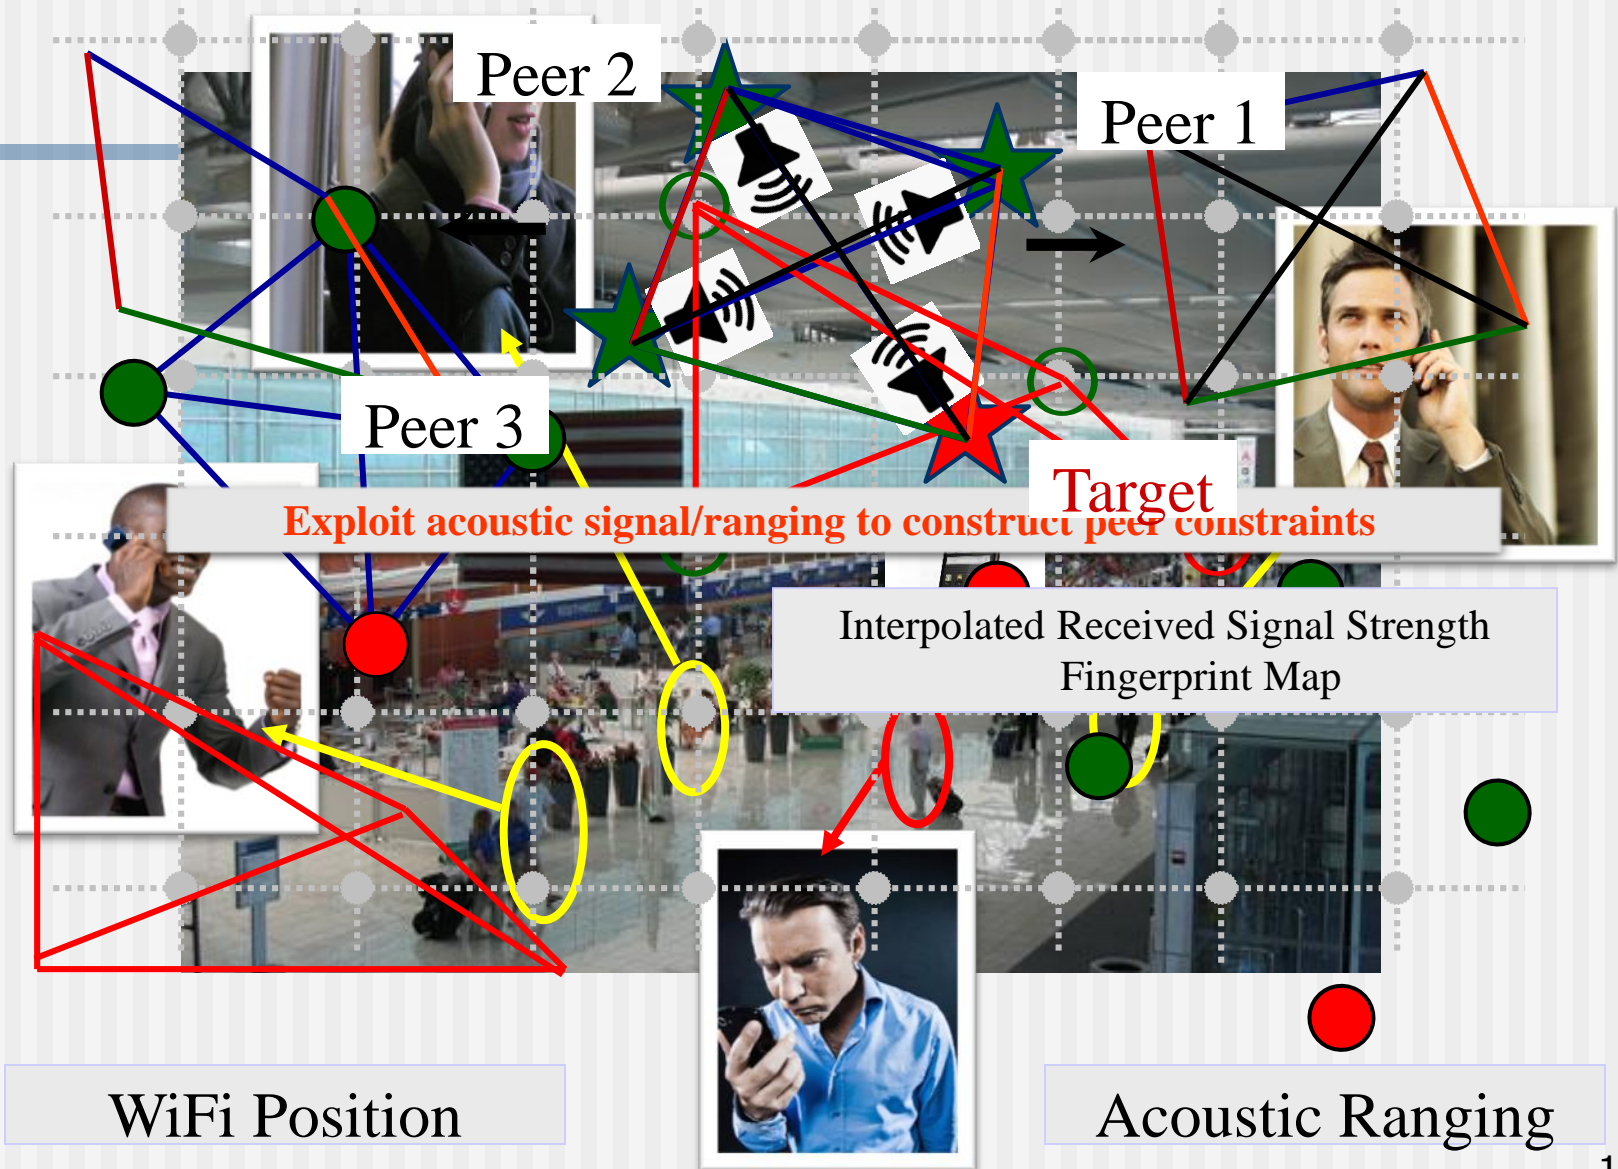 Peer 2
Peer 1
Peer 3
Target
Exploit acoustic signal/ranging to construct peer constraints
Interpolated Received Signal Strength
Fingerprint Map
WiFi Position
Acoustic Ranging
1